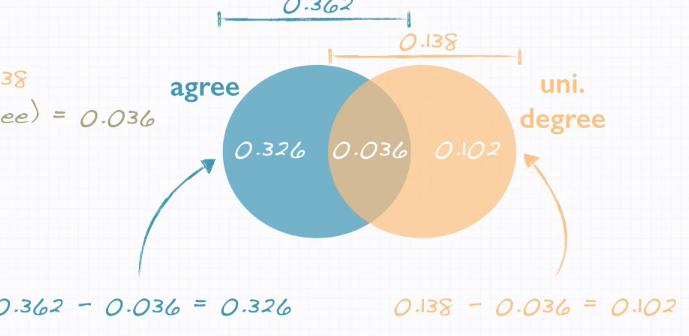 0.362
0.138
38
agree
uni.
degree
ee) = 0.036
0.326
0.036
0.102
0.362 - 0.036 = 0.326
0.138 - 0.036 = 0.102